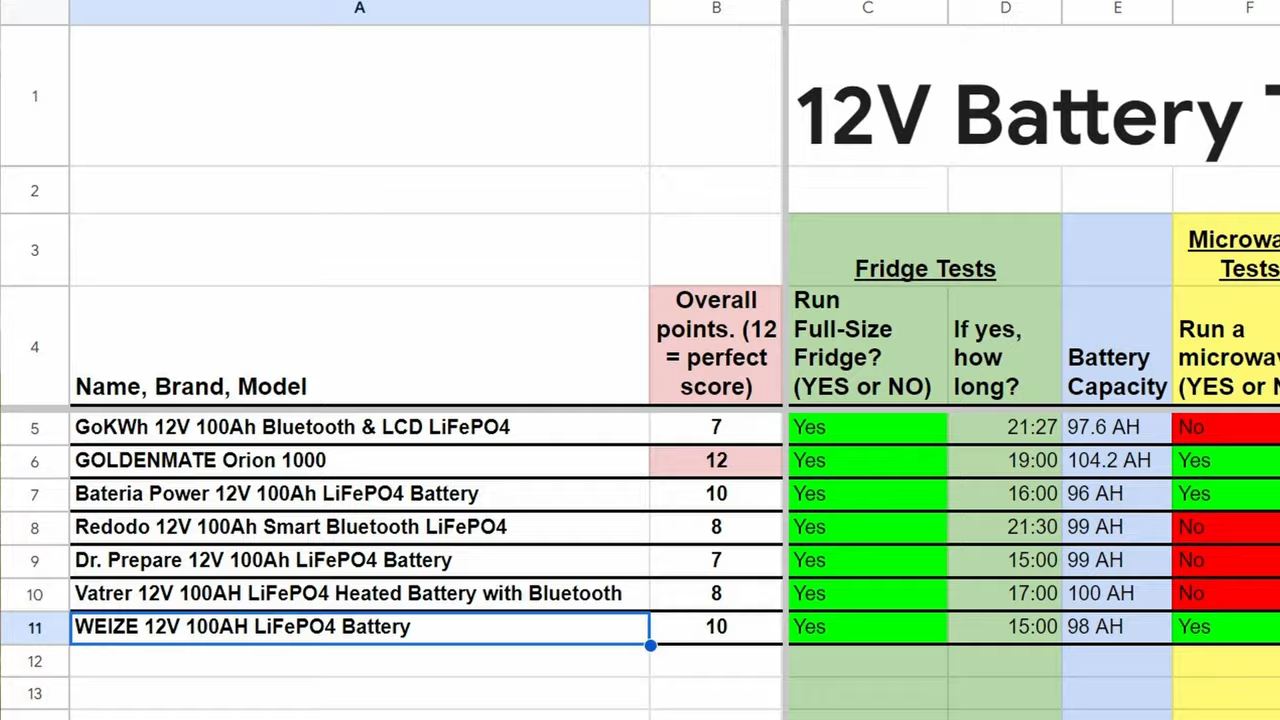 A B C D E F
1 12V Battery
2
3 Fridge Tests Microwa
Tests
4 Name, Brand, Model
Overall
points. (12
= perfect
score)
Run
Full-Size
Fridge?
(YES or NO)
If yes,
how
long?
Battery
Capacity
Run a
microwav
(YES or N
5 GoKWh 12V 100Ah Bluetooth & LCD LiFePO4 7 Yes 21:27 97.6 AH No
6 GOLDENMATE Orion 1000 12 Yes 19:00 104.2 AH Yes
7 Bateria Power 12V 100Ah LiFePO4 Battery 10 Yes 16:00 96 AH Yes
8 Redodo 12V 100Ah Smart Bluetooth LiFePO4 8 Yes 21:30 99 AH No
9 Dr. Prepare 12V 100Ah LiFePO4 Battery 7 Yes 15:00 99 AH No
10 Vatrer 12V 100AH LiFePO4 Heated Battery with Bluetooth 8 Yes 17:00 100 AH No
11 WEIZE 12V 100AH LiFePO4 Battery 10 Yes 15:00 98 AH Yes
12
13